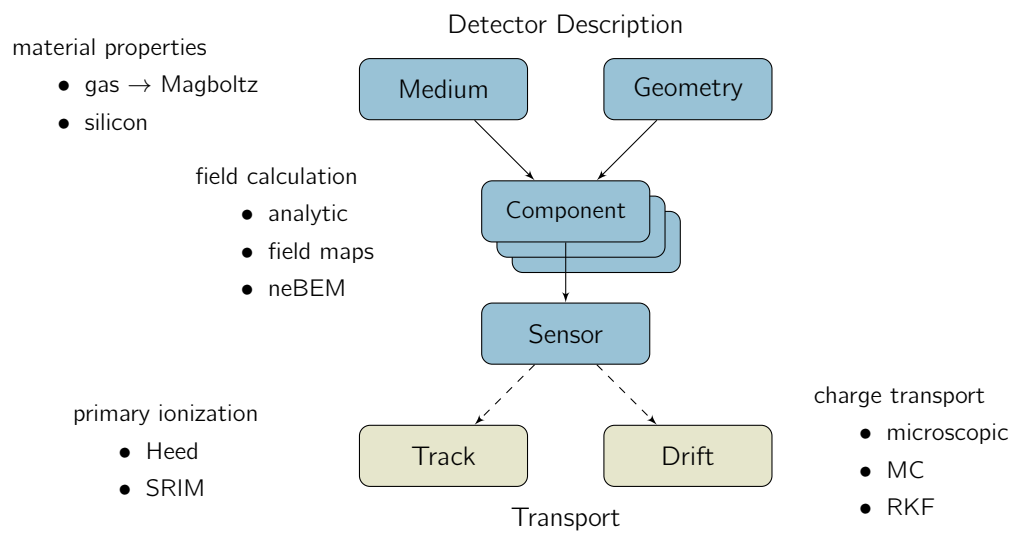 Detector Description
material properties
• gas → Magboltz
• silicon
Medium
Geometry
field calculation
• analytic
• field maps
• neBEM
Component
Sensor
primary ionization
• Heed
• SRIM
Track
Drift
charge transport
• microscopic
• MC
• RKF
Transport